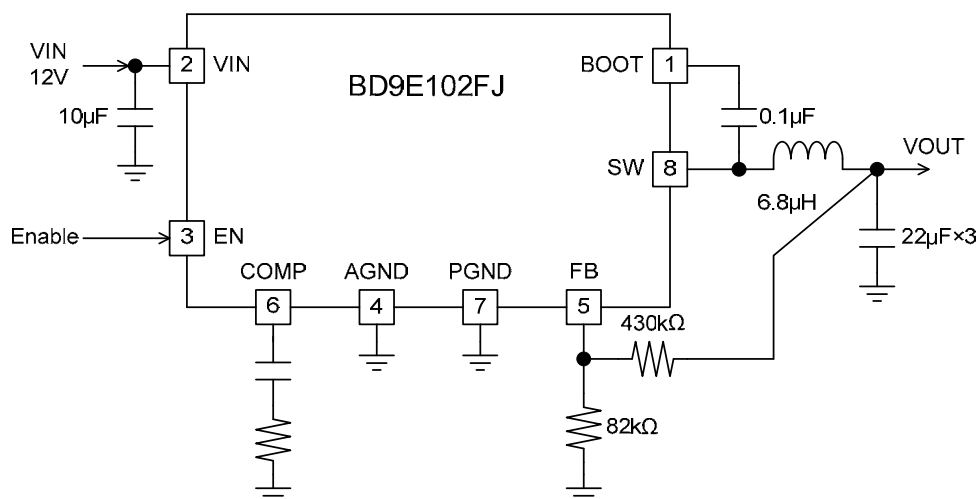 VIN
12V
2
VIN
BD9E102FJ
BOOT
1
10µF
0.1µF
SW
8
VOUT
6.8µH
Enable
3
EN
22µF×3
COMP
AGND
PGND
FB
6
4
7
5
430kΩ
82kΩ